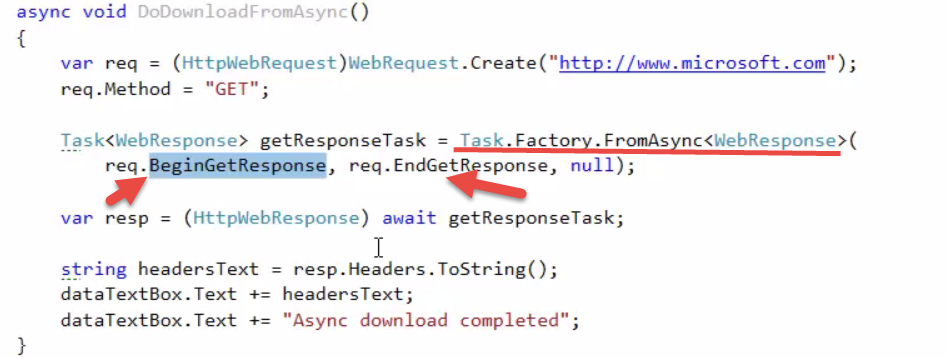 async void DoDownloadFromAsync()
{
var req = (HttpWebRequest)WebRequest.Create("http://www.microsoft.com");
req.Method = "GET";
Task<WebResponse> getResponseTask = Task.Factory.FromAsync<WebResponse>(
req.BeginGetResponse, req.EndGetResponse, null);
var resp = (HttpWebResponse) await getResponseTask;
string headersText = resp.Headers.ToString();
dataTextBox.Text += headersText;
dataTextBox.Text += "Async download completed";
}